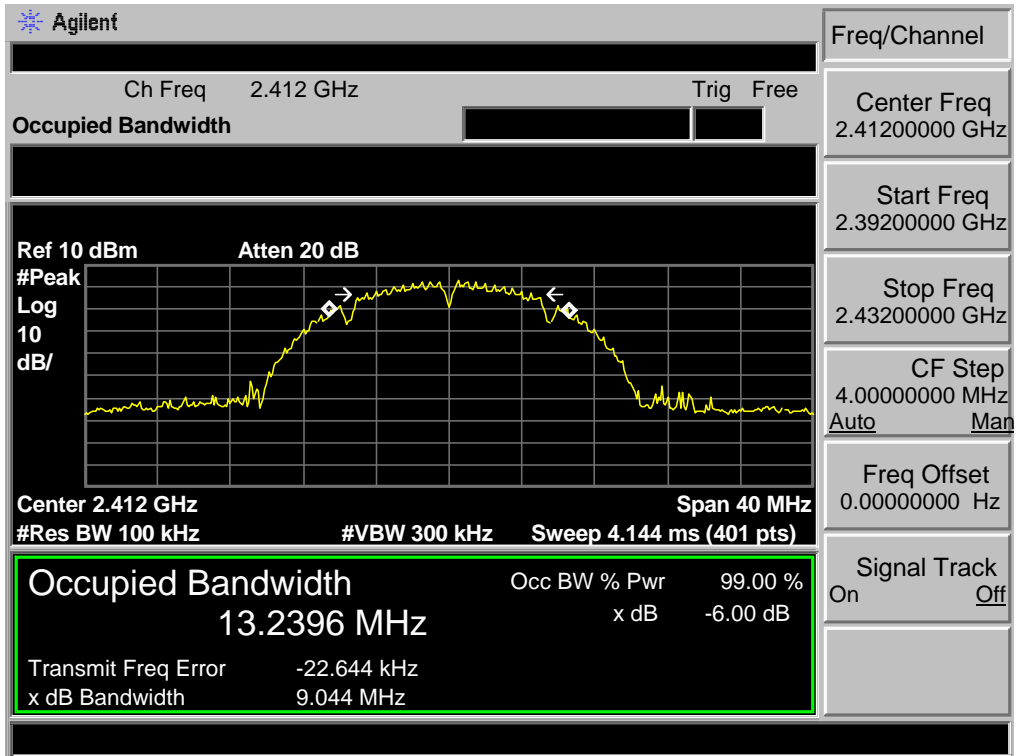 Agilent
Freq/Channel
Ch Freq 2.412 GHz Trig Free
Occupied Bandwidth
Center Freq
2.41200000 GHz
Start Freq
2.39200000 GHz
Stop Freq
2.43200000 GHz
CF Step
4.00000000 MHz
Auto Man
Freq Offset
0.00000000 Hz
Signal Track
On Off
Ref 10 dBm Atten 20 dB
#Peak
Log
10
dB/
Center 2.412 GHz Span 40 MHz
#Res BW 100 kHz #VBW 300 kHz Sweep 4.144 ms (401 pts)
Occupied Bandwidth Occ BW % Pwr 99.00 %
13.2396 MHz x dB -6.00 dB
Transmit Freq Error -22.644 kHz
x dB Bandwidth 9.044 MHz